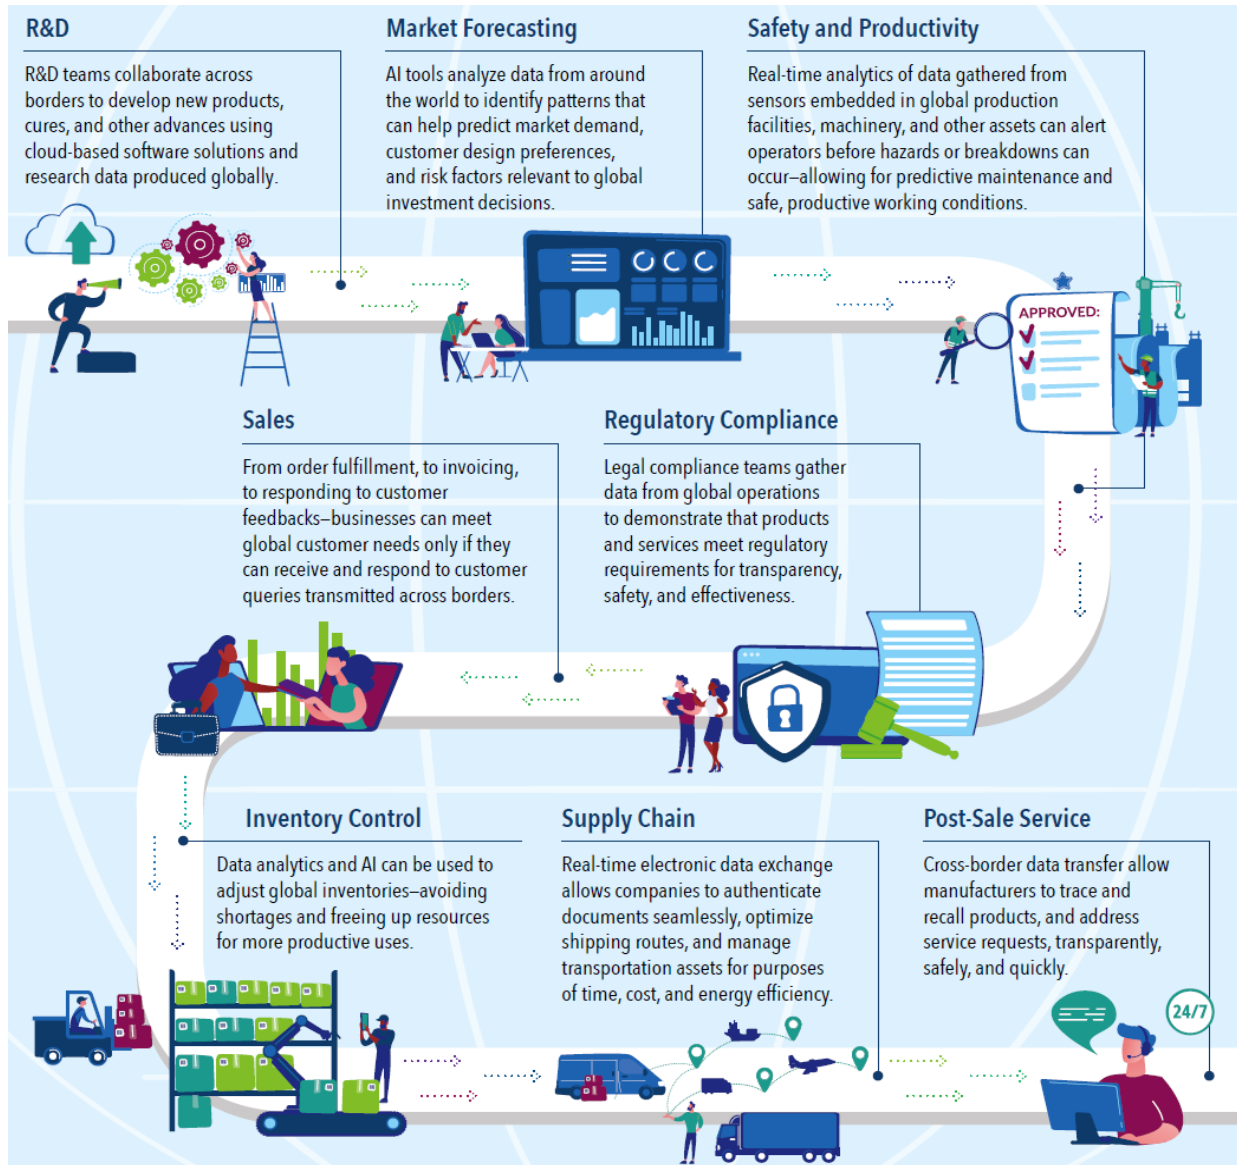 R&D
R&D teams collaborate across
borders to develop new products,
cures, and other advances using
cloud-based software solutions and
research data produced globally.
Market Forecasting
AI tools analyze data from around
the world to identify patterns that
can help predict market demand,
customer design preferences,
and risk factors relevant to global
investment decisions.
Safety and Productivity
Real-time analytics of data gathered from
sensors embedded in global production
facilities, machinery, and other assets can alert
operators before hazards or breakdowns can
occur—allowing for predictive maintenance and
safe, productive working conditions.
APPROVED:
Sales
From order fulfillment, to invoicing,
to responding to customer
feedbacks—businesses can meet
global customer needs only if they
can receive and respond to customer
queries transmitted across borders.
Regulatory Compliance
Legal compliance teams gather
data from global operations
to demonstrate that products
and services meet regulatory
requirements for transparency,
safety, and effectiveness.
Inventory Control
Data analytics and AI can be used to
adjust global inventories—avoiding
shortages and freeing up resources
for more productive uses.
Supply Chain
Real-time electronic data exchange
allows companies to authenticate
documents seamlessly, optimize
shipping routes, and manage
transportation assets for purposes
of time, cost, and energy efficiency.
Post-Sale Service
Cross-border data transfer allow
manufacturers to trace and
recall products, and address
service requests, transparently,
safely, and quickly.
24/7